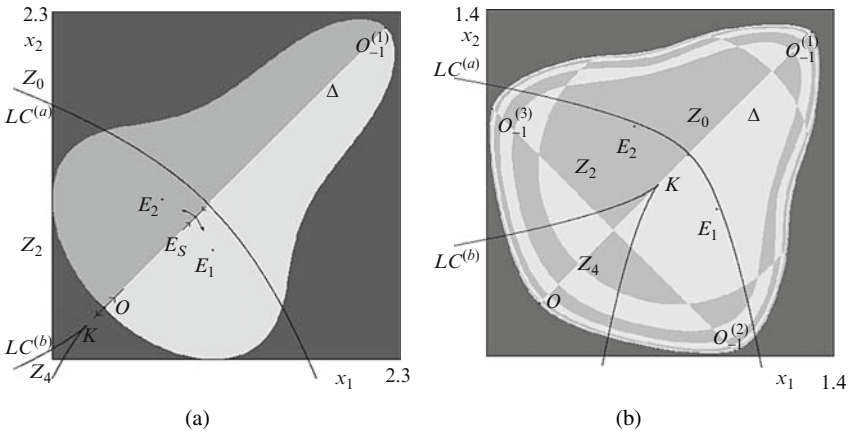 2.3
x₂
Z₀
LC⁽ᵃ⁾
O₋₁⁽¹⁾
Δ
E₂
E_S
E₁
Z₂
O
K
LC⁽ᵇ⁾
Z₄
x₁
2.3
(a)
1.4
x₂
LC⁽ᵃ⁾
O₋₁⁽¹⁾
O₋₁⁽³⁾
Z₀
Δ
E₂
Z₂
K
E₁
LC⁽ᵇ⁾
Z₄
O
O₋₁⁽²⁾
x₁
1.4
(b)